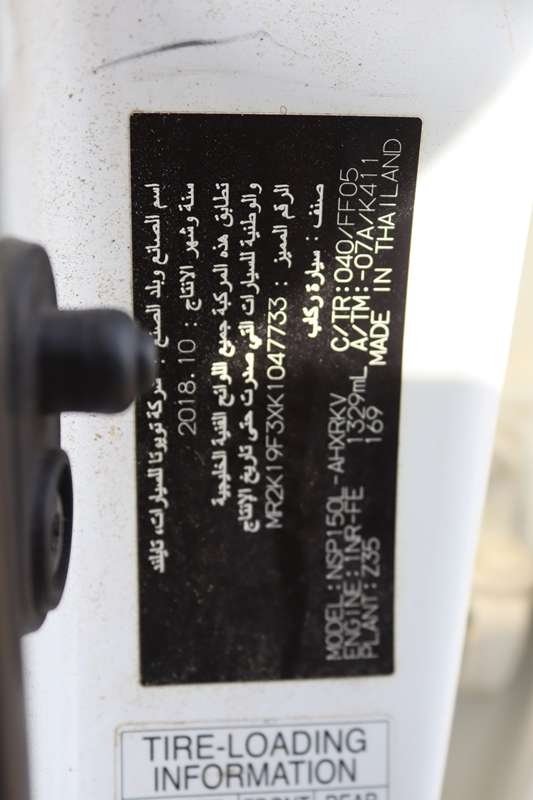 اسم الصانع وبلد الصنع : شركة تويوتا للسيارات، تايلند
سنة وشهر الانتاج : 2018.10
تطابق هذه المركبة جميع اللوائح الفنية الخليجية
والوطنية للسيارات التي صدرت حتى تاريخ الإنتاج
الرقم المميز : MR2K19F3XK1047733
صنف : سيارة ركاب
MODEL:NSP150L-AHXRKV C/TR:040/FF05
ENGINE:1NR-FE 1329mL A/TM:-07A/K411
PLANT:Z35 169 MADE IN THAILAND
TIRE-LOADING
INFORMATION